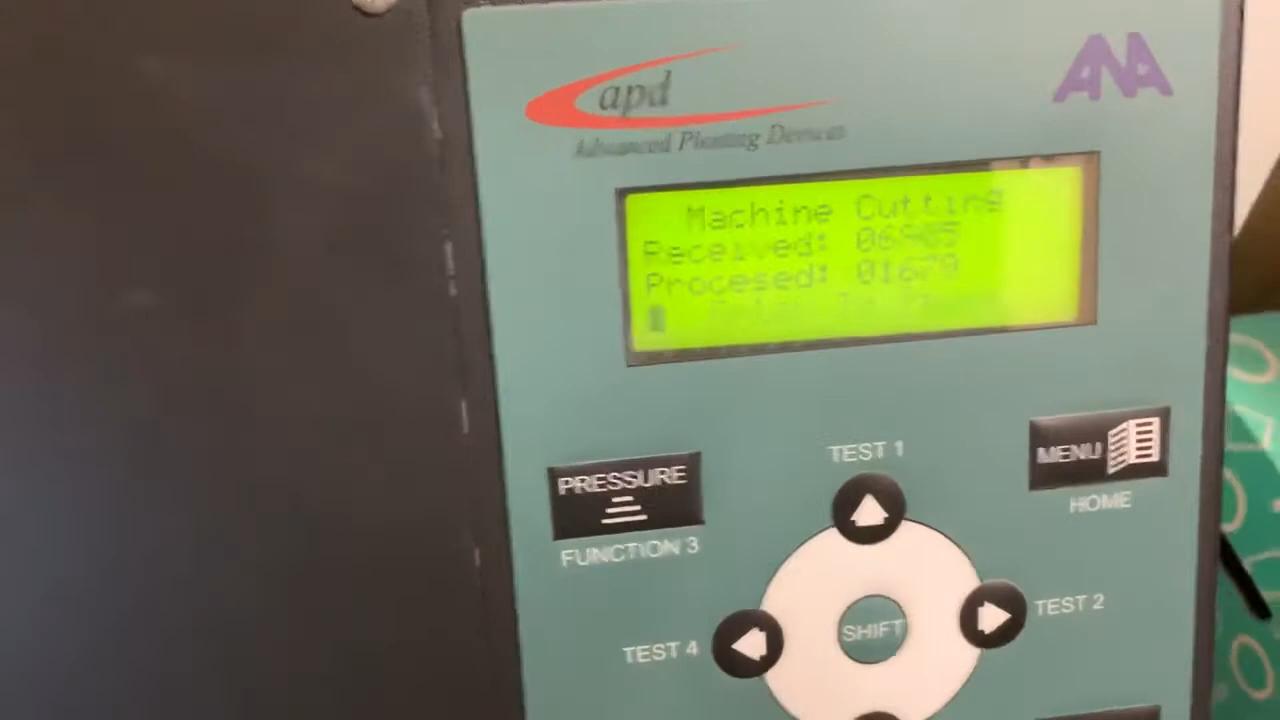 apd
ANA
Advanced Plotting Devices
Machine Cutting
Received: 06905
Procesed: 01679
PRESSURE
FUNCTION 3
TEST 1
MENU
HOME
TEST 2
SHIFT
TEST 4